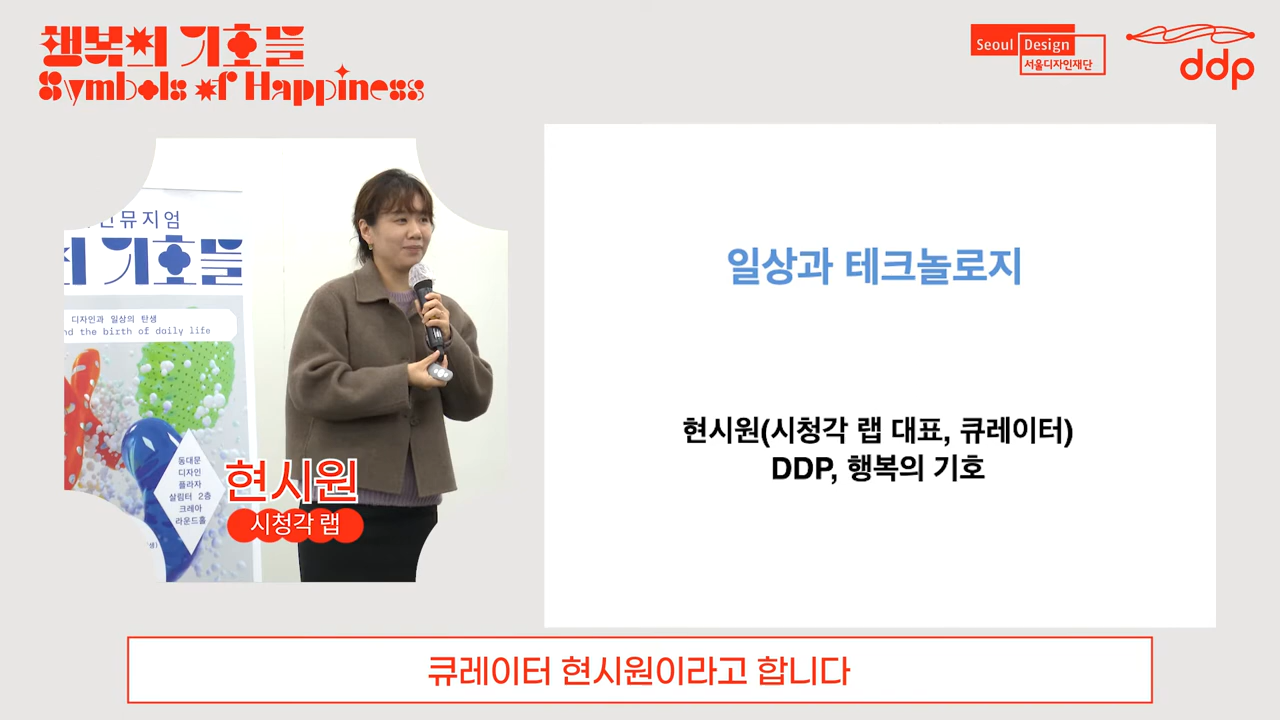 행복의 기호들
Symbols of Happiness
Seoul Design
서울디자인재단
ddp
뮤지엄
기호들
디자인과 일상의 탄생
the birth of daily life
동대문
디자인
플라자
살림터 2층
크레아
라운드홀
현시원
시청각 랩
일상과 테크놀로지
현시원(시청각 랩 대표, 큐레이터)
DDP, 행복의 기호
큐레이터 현시원이라고 합니다